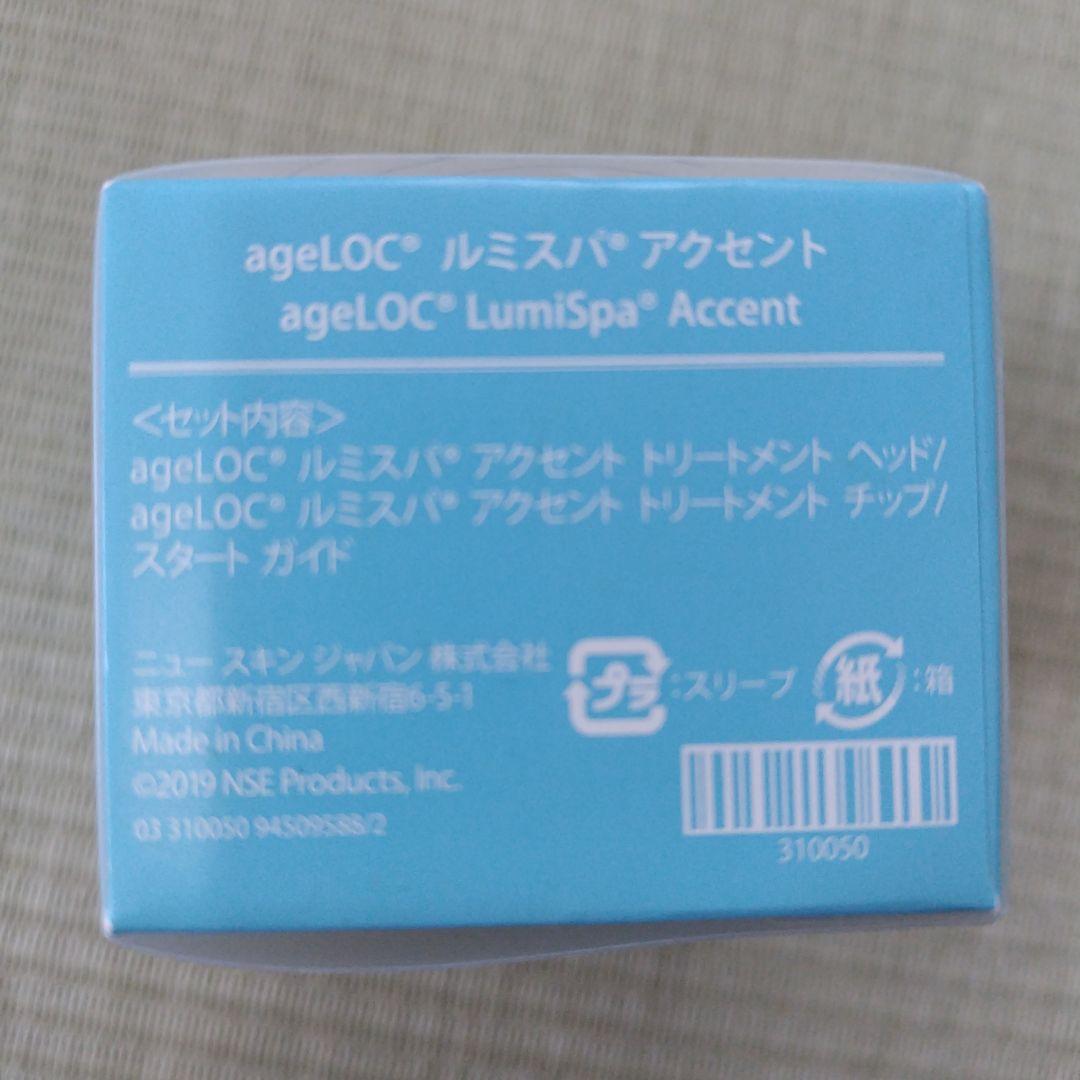 ageLOC® ルミスパ® アクセント
ageLOC® LumiSpa® Accent
<セット内容>
ageLOC® ルミスパ® アクセント トリートメント ヘッド/
ageLOC® ルミスパ® アクセント トリートメント チップ/
スタート ガイド
ニュー スキン ジャパン 株式会社
東京都新宿区西新宿6-5-1
Made in China
©2019 NSE Products, Inc.
03 310050 94509588/2
プラ:スリーブ
紙:箱
310050